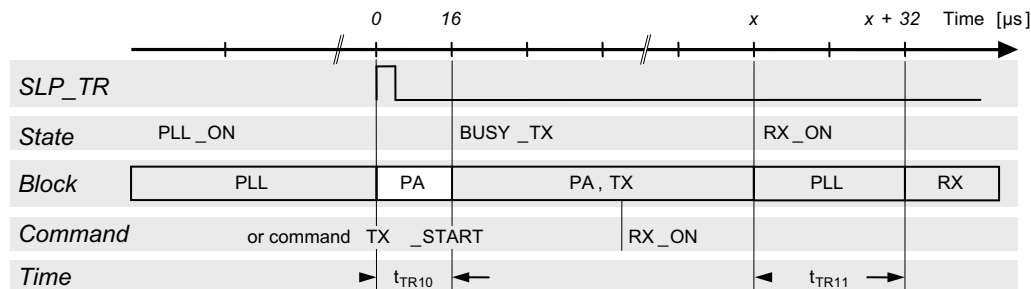 0 16 x x + 32 Time [µs]
SLP_TR
State PLL_ON BUSY_TX RX_ON
Block PLL PA PA, TX PLL RX
Command or command TX_START RX_ON
Time tTR10 tTR11